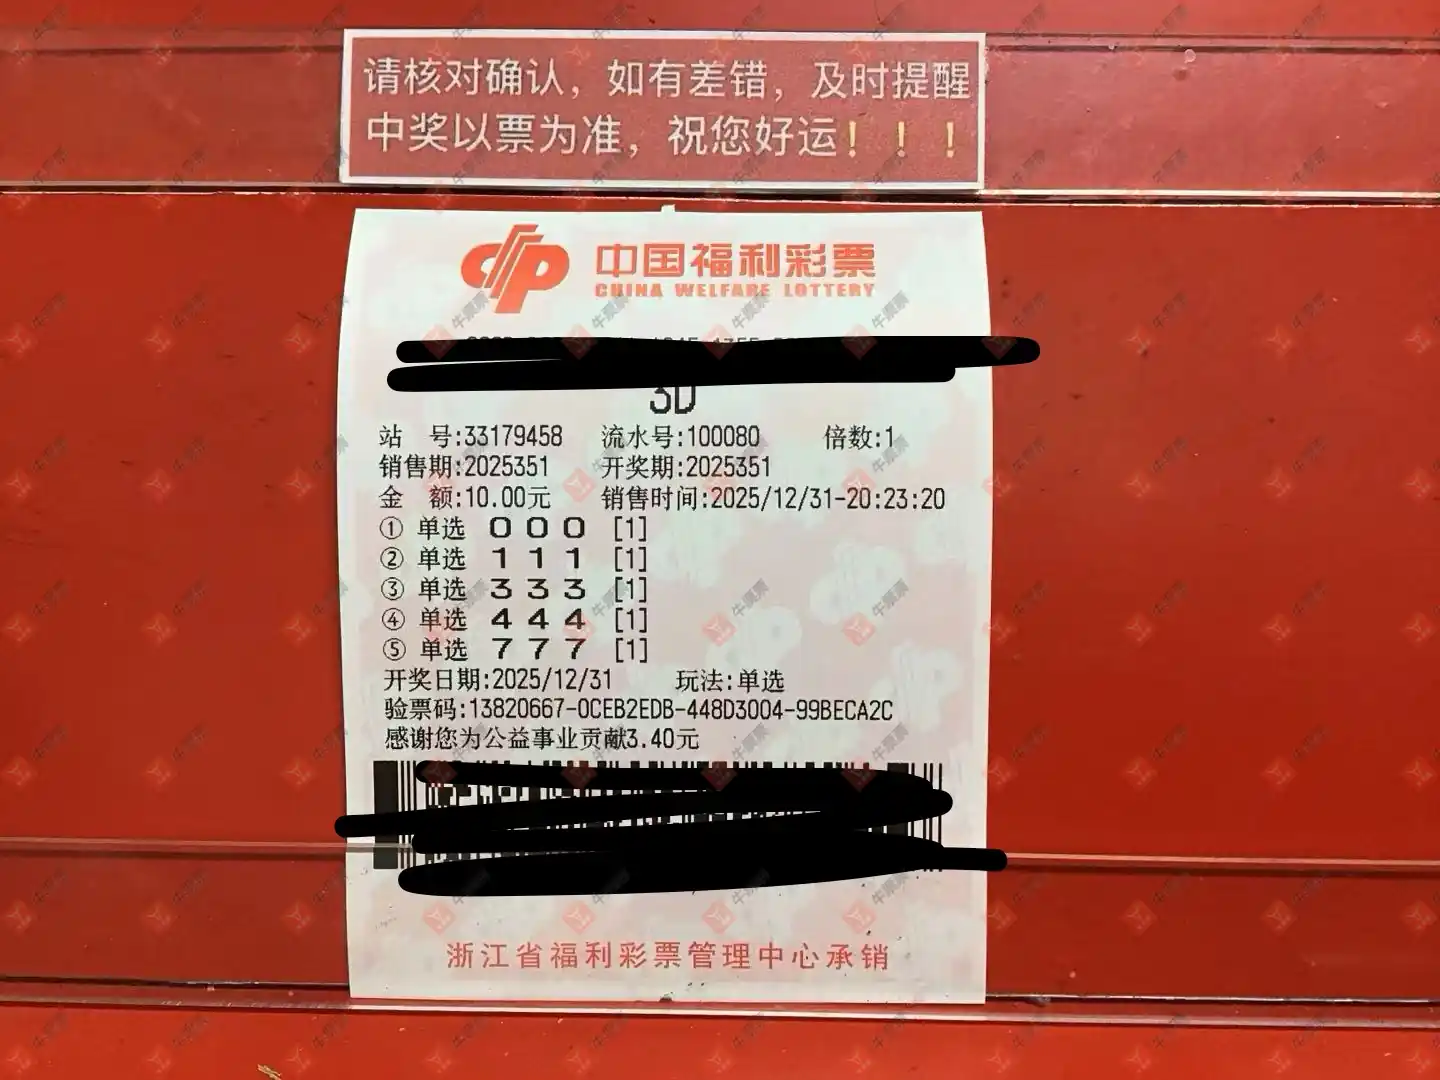 请核对确认，如有差错，及时提醒
中奖以票为准，祝您好运！！！
中国福利彩票
CHINA WELFARE LOTTERY
3D
站 号:33179458 流水号:100080 倍数:1
销售期:2025351 开奖期:2025351
金 额:10.00元 销售时间:2025/12/31-20:23:20
① 单选 0 0 0 [1]
② 单选 1 1 1 [1]
③ 单选 3 3 3 [1]
④ 单选 4 4 4 [1]
⑤ 单选 7 7 7 [1]
开奖日期:2025/12/31 玩法:单选
验票码:13820667-0CEB2EDB-448D3004-99BECA2C
感谢您为公益事业贡献3.40元
浙江省福利彩票管理中心承销
牛票票